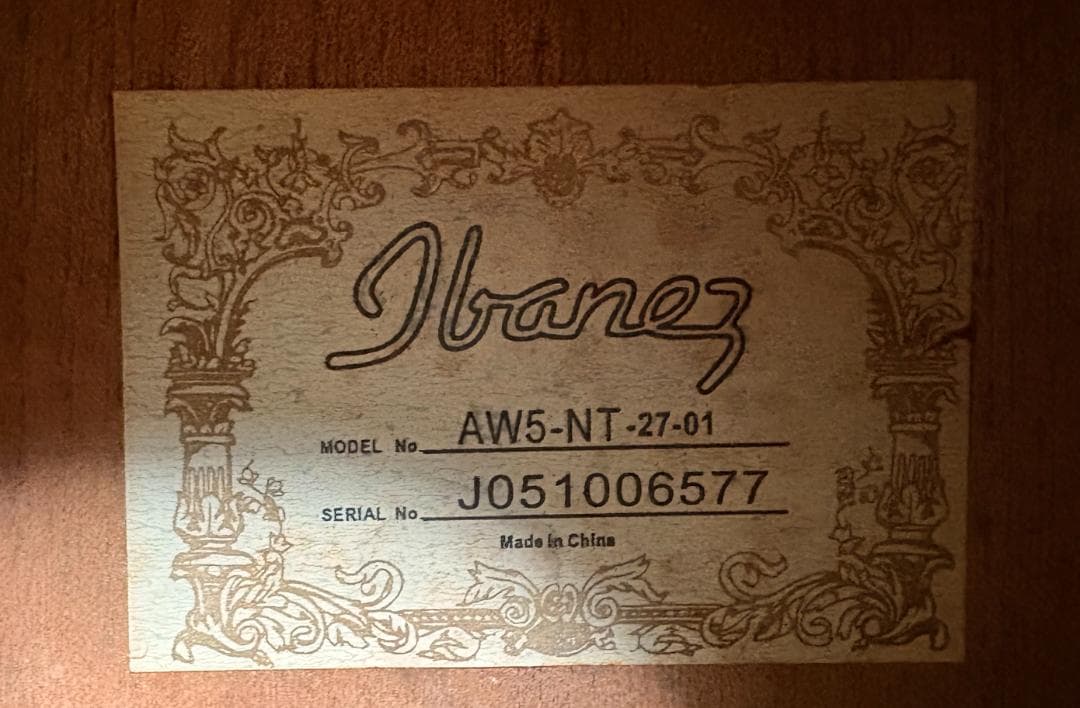 Ibanez
MODEL No. AW5-NT-27-01
SERIAL No. J051006577
Made in China